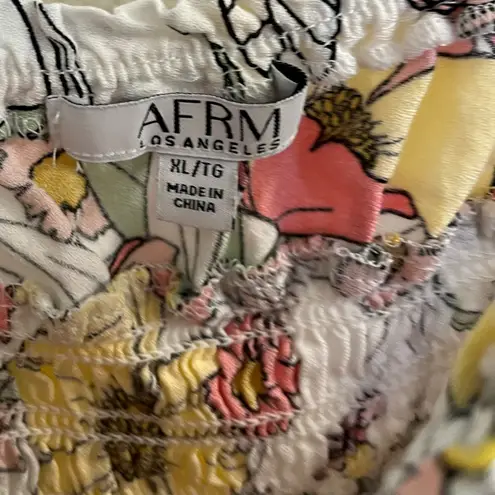 AFRM
LOS ANGELES
XL/TG
MADE IN
CHINA